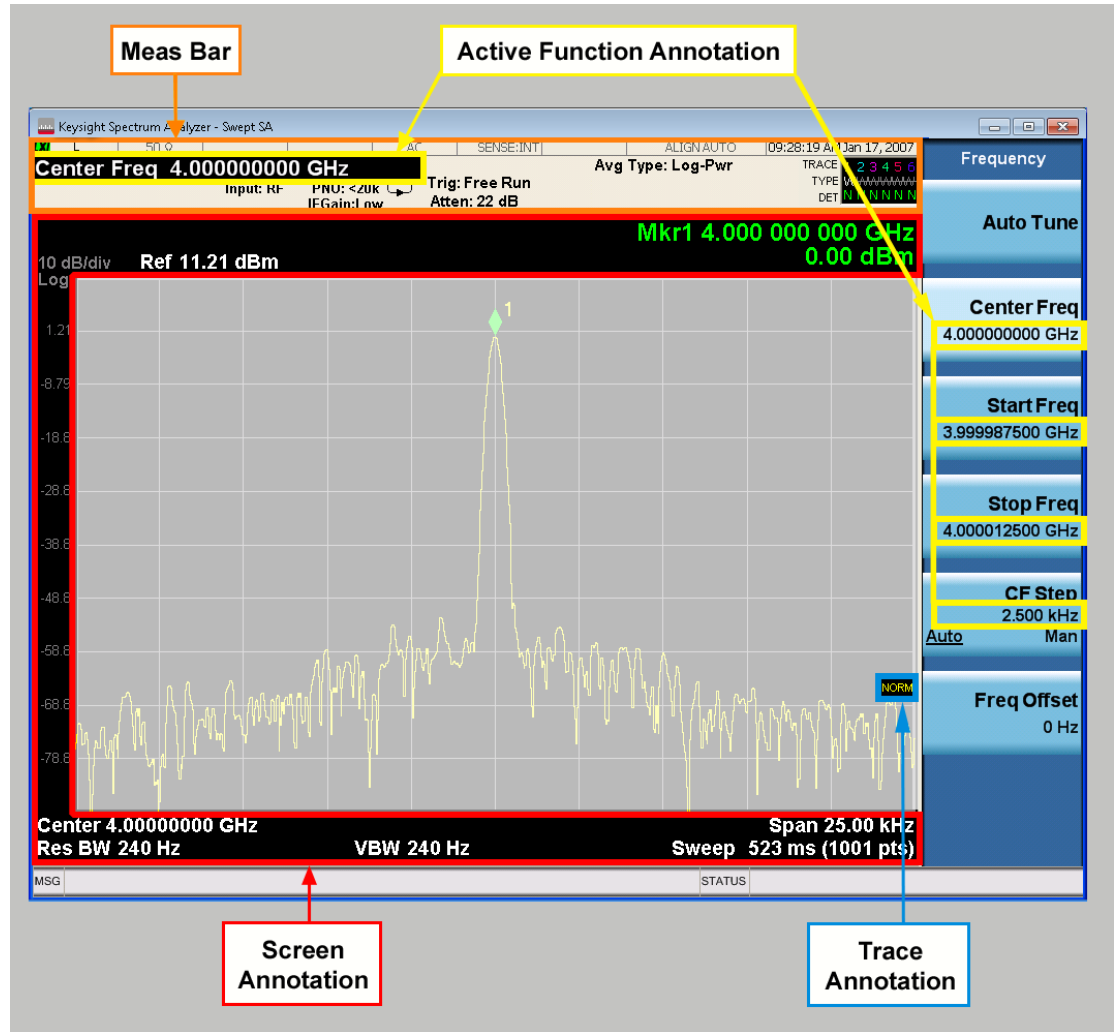 Meas Bar
Active Function Annotation
Keysight Spectrum Analyzer - Swept SA
L 50 Ω AC SENSE:INT ALIGNAUTO 09:28:19 AM Jan 17, 2007
Center Freq 4.000000000 GHz
Input: RF PNO: <20k Trig: Free Run
IFGain:Low Atten: 22 dB
Avg Type: Log-Pwr
TRACE 1 2 3 4 5 6
TYPE
DET N N N N N N
Frequency
Auto Tune
Mkr1 4.000 000 000 GHz
0.00 dBm
10 dB/div Ref 11.21 dBm
Log
1
1.21
-8.79
-18.8
-28.8
-38.8
-48.8
-58.8
-68.8
-78.8
NORM
Center Freq
4.000000000 GHz
Start Freq
3.999987500 GHz
Stop Freq
4.000012500 GHz
CF Step
2.500 kHz
Auto Man
Freq Offset
0 Hz
Center 4.00000000 GHz Span 25.00 kHz
Res BW 240 Hz VBW 240 Hz Sweep 523 ms (1001 pts)
MSG STATUS
Screen
Annotation
Trace
Annotation